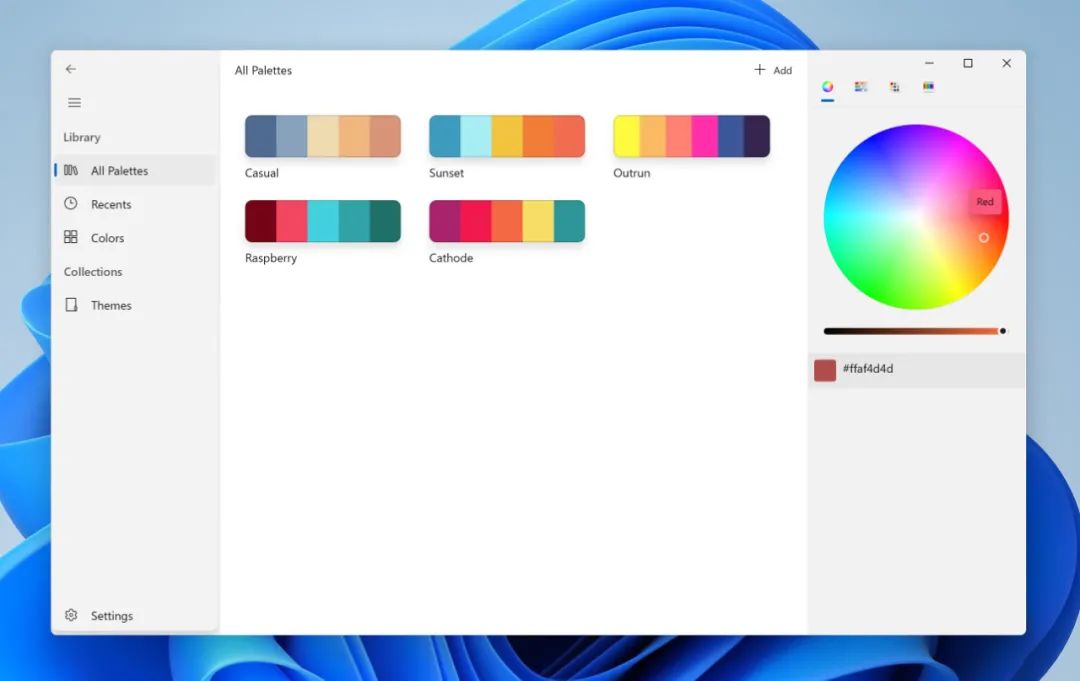 All Palettes
Add
Library
All Palettes
Recents
Colors
Collections
Themes
Settings
Casual
Sunset
Outrun
Raspberry
Cathode
Red
#ffaf4d4d